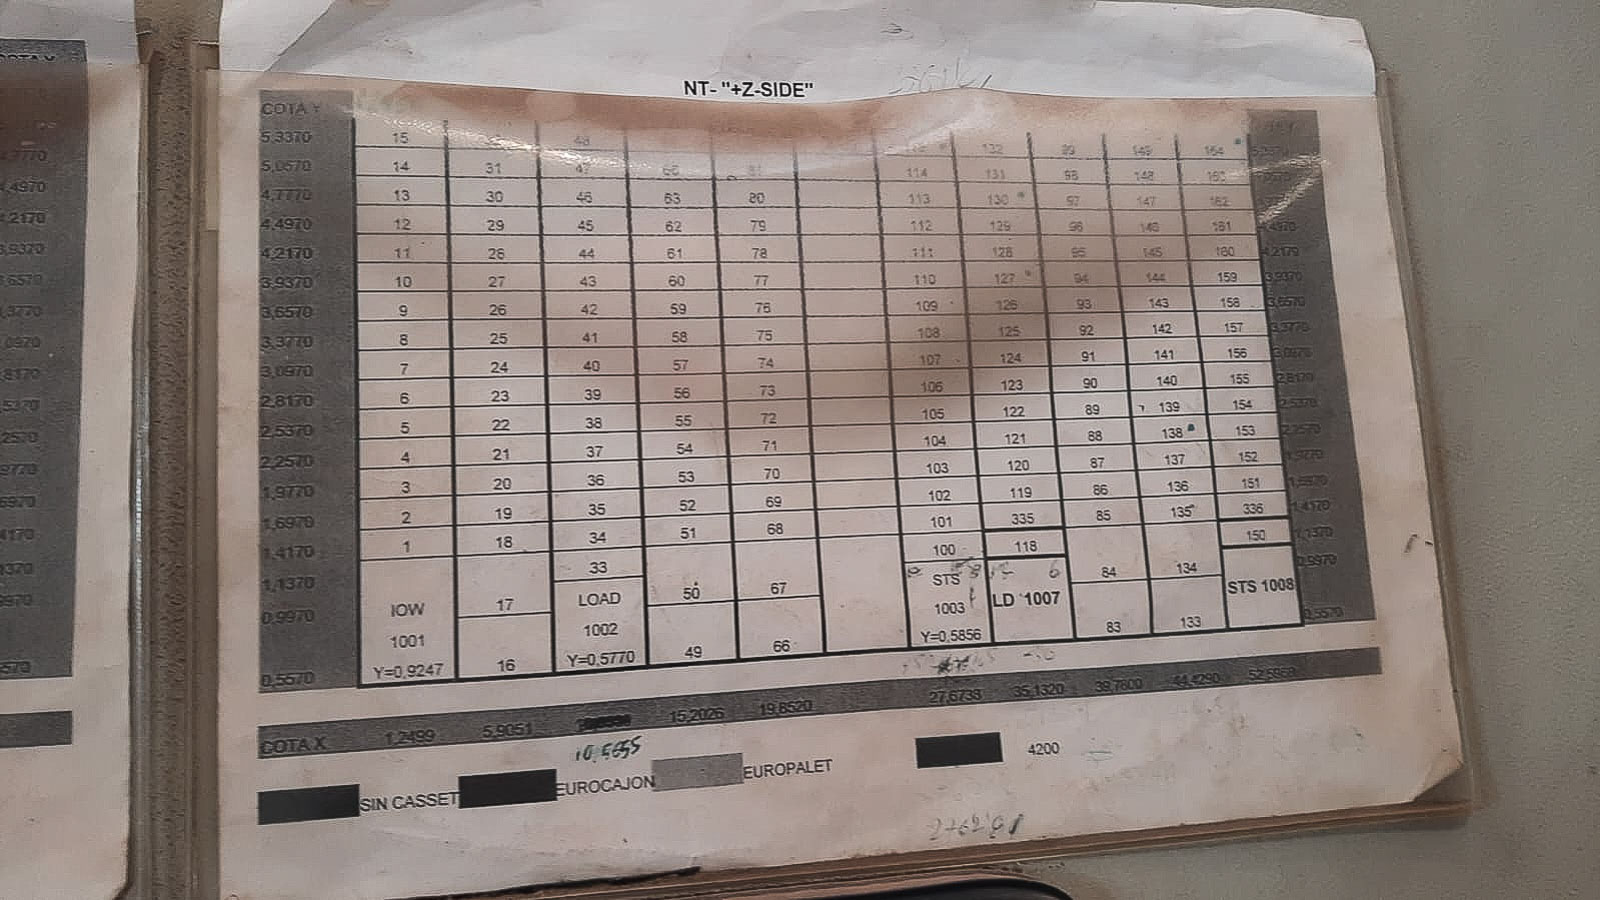 NT- "+Z-SIDE"
COTA Y
5,3370 15 48 132 99 149 164
5,0570 14 31 47 114 131 98 148
4,7770 13 30 46 63 80 113 130 97 147 162
4,4970 12 29 45 62 79 112 129 96 146 161 4,4970
4,2170 11 28 44 61 78 111 128 95 145 160 4,2170
3,9370 10 27 43 60 77 110 127 94 144 159 3,9370
3,6570 9 26 42 59 76 109 126 93 143 158 3,6570
3,3770 8 25 41 58 75 108 125 92 142 157 3,3770
3,0970 7 24 40 57 74 107 124 91 141 156 3,0970
2,8170 6 23 39 56 73 106 123 90 140 155 2,8170
2,5370 5 22 38 55 72 105 122 89 139 154 2,5370
2,2570 4 21 37 54 71 104 121 88 138 153 2,2570
1,9770 3 20 36 53 70 103 120 87 137 152 1,9770
1,6970 2 19 35 52 69 102 119 86 136 151 1,6970
1,4170 1 18 34 51 68 101 335 85 135 336 1,4170
33 100 118 150 1,1370
1,1370 17 50 67 84 134 0,9970
0,9970 IOW LOAD STS LD 1007 STS 1008
1001 1002 1003
0,5570 Y=0,9247 16 Y=0,5770 49 66 Y=0,5856 83 133 0,5570
COTA X 1,2499 5,9051 15,2026 19,8520 27,6738 35,1320 39,7800 44,4290
10,5655
SIN CASSET EUROCAJON EUROPALET 4200